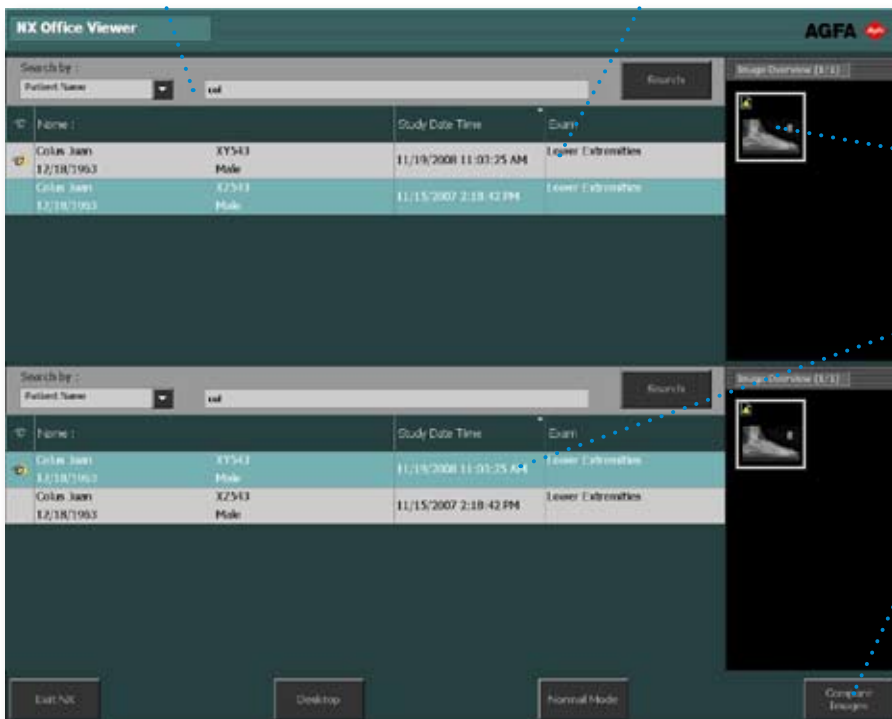 NX Office Viewer
AGFA
Search by :
Patient Name
col
Search
Image Overview (1/1)
Name :
Study Date Time
Exam
Colus Juan
XY543
11/19/2008 11:03:25 AM
Lower Extremities
12/18/1963
Male
Colus Juan
XZ543
11/15/2007 2:18:42 PM
Lower Extremities
12/18/1963
Male
Search by :
Patient Name
col
Search
Image Overview (1/1)
Name :
Study Date Time
Exam
Colus Juan
XY543
11/19/2008 11:03:25 AM
Lower Extremities
12/18/1963
Male
Colus Juan
XZ543
11/15/2007 2:18:42 PM
Lower Extremities
12/18/1963
Male
Exit NX
Desktop
Normal Mode
Compare
Images